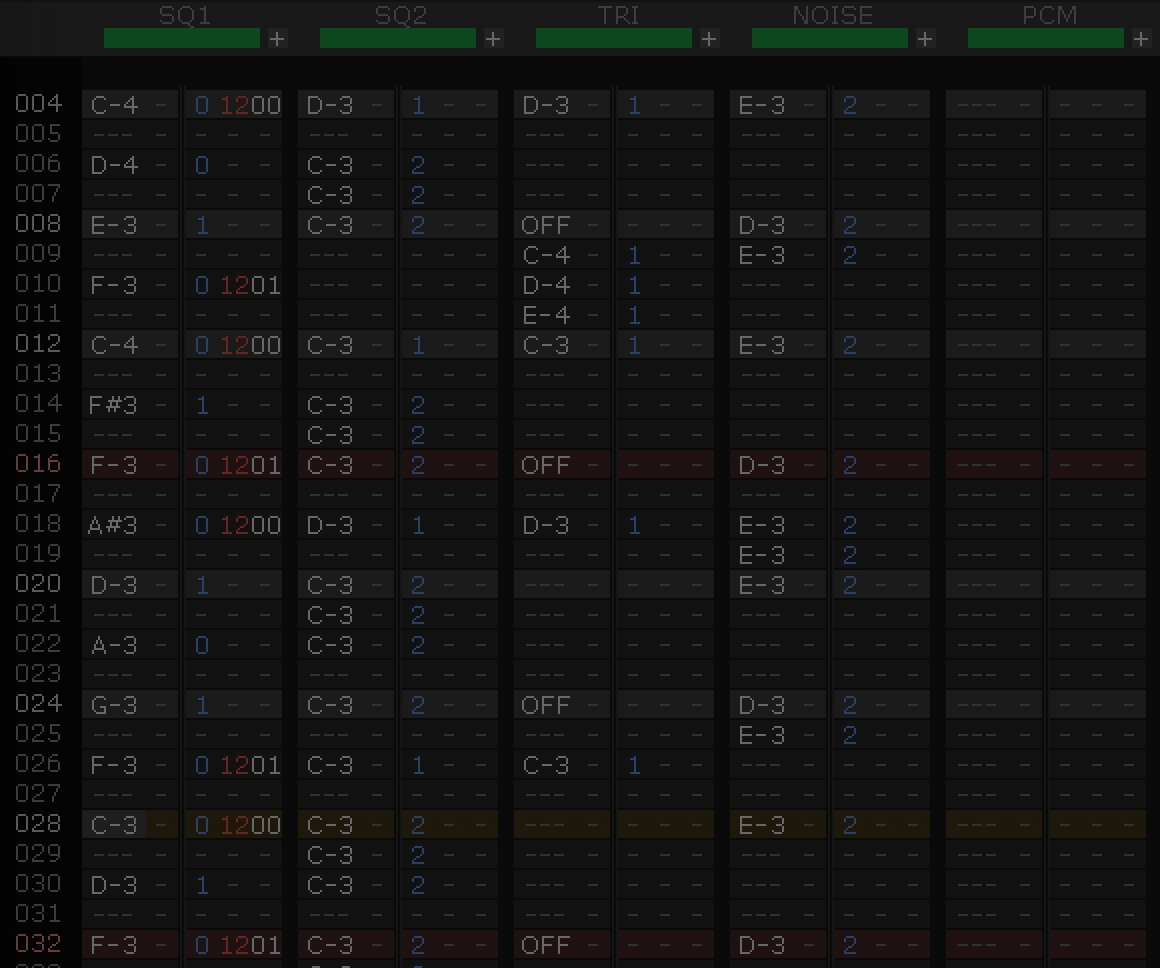 SQ1 SQ2 TRI NOISE PCM
+ + + + +
004 C-4 - 0 1200 D-3 - 1 - - D-3 - 1 - - E-3 - 2 - - --- - - - - --- - - - -
005 --- - - - - --- - - - - --- - - - - --- - - - - --- - - - - --- - - - -
006 D-4 - 0 - - C-3 - 2 - - --- - - - - --- - - - - --- - - - -
007 --- - - - - C-3 - 2 - - --- - - - - --- - - - - --- - - - -
008 E-3 - 1 - - C-3 - 2 - - OFF - - - - D-3 - 2 - - --- - - - -
009 --- - - - - --- - - - - C-4 - 1 - - E-3 - 2 - - --- - - - -
010 F-3 - 0 1201 --- - - - - D-4 - 1 - - --- - - - - --- - - - -
011 --- - - - - --- - - - - E-4 - 1 - - --- - - - - --- - - - -
012 C-4 - 0 1200 C-3 - 1 - - C-3 - 1 - - E-3 - 2 - - --- - - - -
013 --- - - - - --- - - - - --- - - - - --- - - - - --- - - - -
014 F#3 - 1 - - C-3 - 2 - - --- - - - - --- - - - - --- - - - -
015 --- - - - - C-3 - 2 - - --- - - - - --- - - - - --- - - - -
016 F-3 - 0 1201 C-3 - 2 - - OFF - - - - D-3 - 2 - - --- - - - -
017 --- - - - - --- - - - - --- - - - - --- - - - - --- - - - -
018 A#3 - 0 1200 D-3 - 1 - - D-3 - 1 - - E-3 - 2 - - --- - - - -
019 --- - - - - --- - - - - --- - - - - E-3 - 2 - - --- - - - -
020 D-3 - 1 - - C-3 - 2 - - --- - - - - E-3 - 2 - - --- - - - -
021 --- - - - - C-3 - 2 - - --- - - - - --- - - - - --- - - - -
022 A-3 - 0 - - C-3 - 2 - - --- - - - - --- - - - - --- - - - -
023 --- - - - - --- - - - - --- - - - - --- - - - - --- - - - -
024 G-3 - 1 - - C-3 - 2 - - OFF - - - - D-3 - 2 - - --- - - - -
025 --- - - - - --- - - - - --- - - - - E-3 - 2 - - --- - - - -
026 F-3 - 0 1201 C-3 - 1 - - C-3 - 1 - - --- - - - - --- - - - -
027 --- - - - - --- - - - - --- - - - - --- - - - - --- - - - -
028 C-3 - 0 1200 C-3 - 2 - - --- - - - - E-3 - 2 - - --- - - - -
029 --- - - - - C-3 - 2 - - --- - - - - --- - - - - --- - - - -
030 D-3 - 1 - - C-3 - 2 - - --- - - - - --- - - - - --- - - - -
031 --- - - - - --- - - - - --- - - - - --- - - - - --- - - - -
032 F-3 - 0 1201 C-3 - 2 - - OFF - - - - D-3 - 2 - - --- - - - -